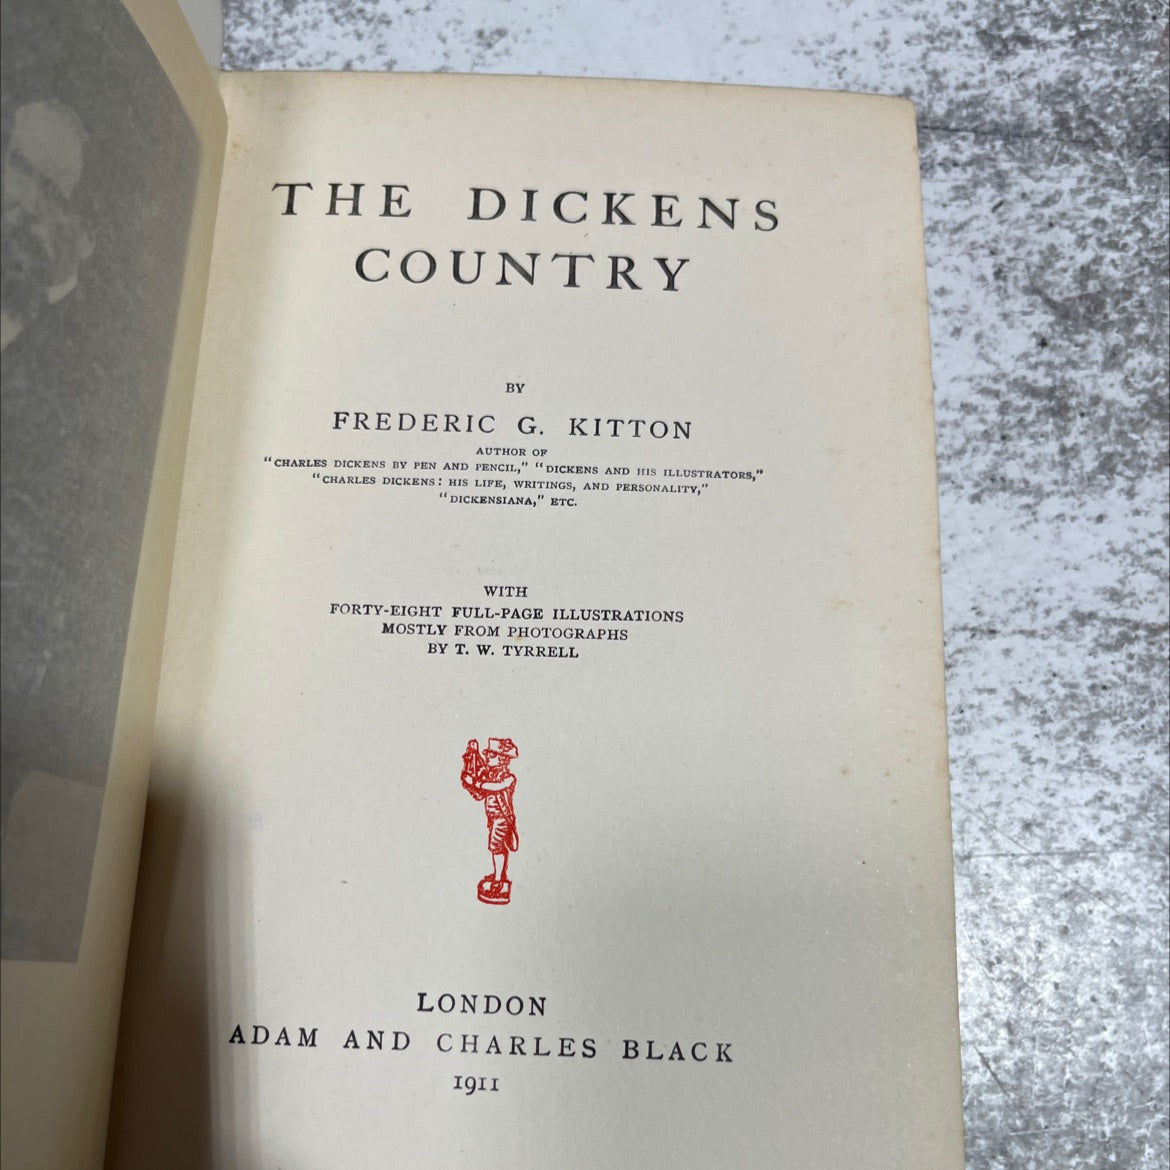 THE DICKENS
COUNTRY
BY
FREDERIC G. KITTON
AUTHOR OF
“CHARLES DICKENS BY PEN AND PENCIL,” “DICKENS AND HIS ILLUSTRATORS,”
“CHARLES DICKENS: HIS LIFE, WRITINGS, AND PERSONALITY,”
“DICKENSIANA,” ETC.
WITH
FORTY-EIGHT FULL-PAGE ILLUSTRATIONS
MOSTLY FROM PHOTOGRAPHS
BY T. W. TYRRELL
LONDON
ADAM AND CHARLES BLACK
1911